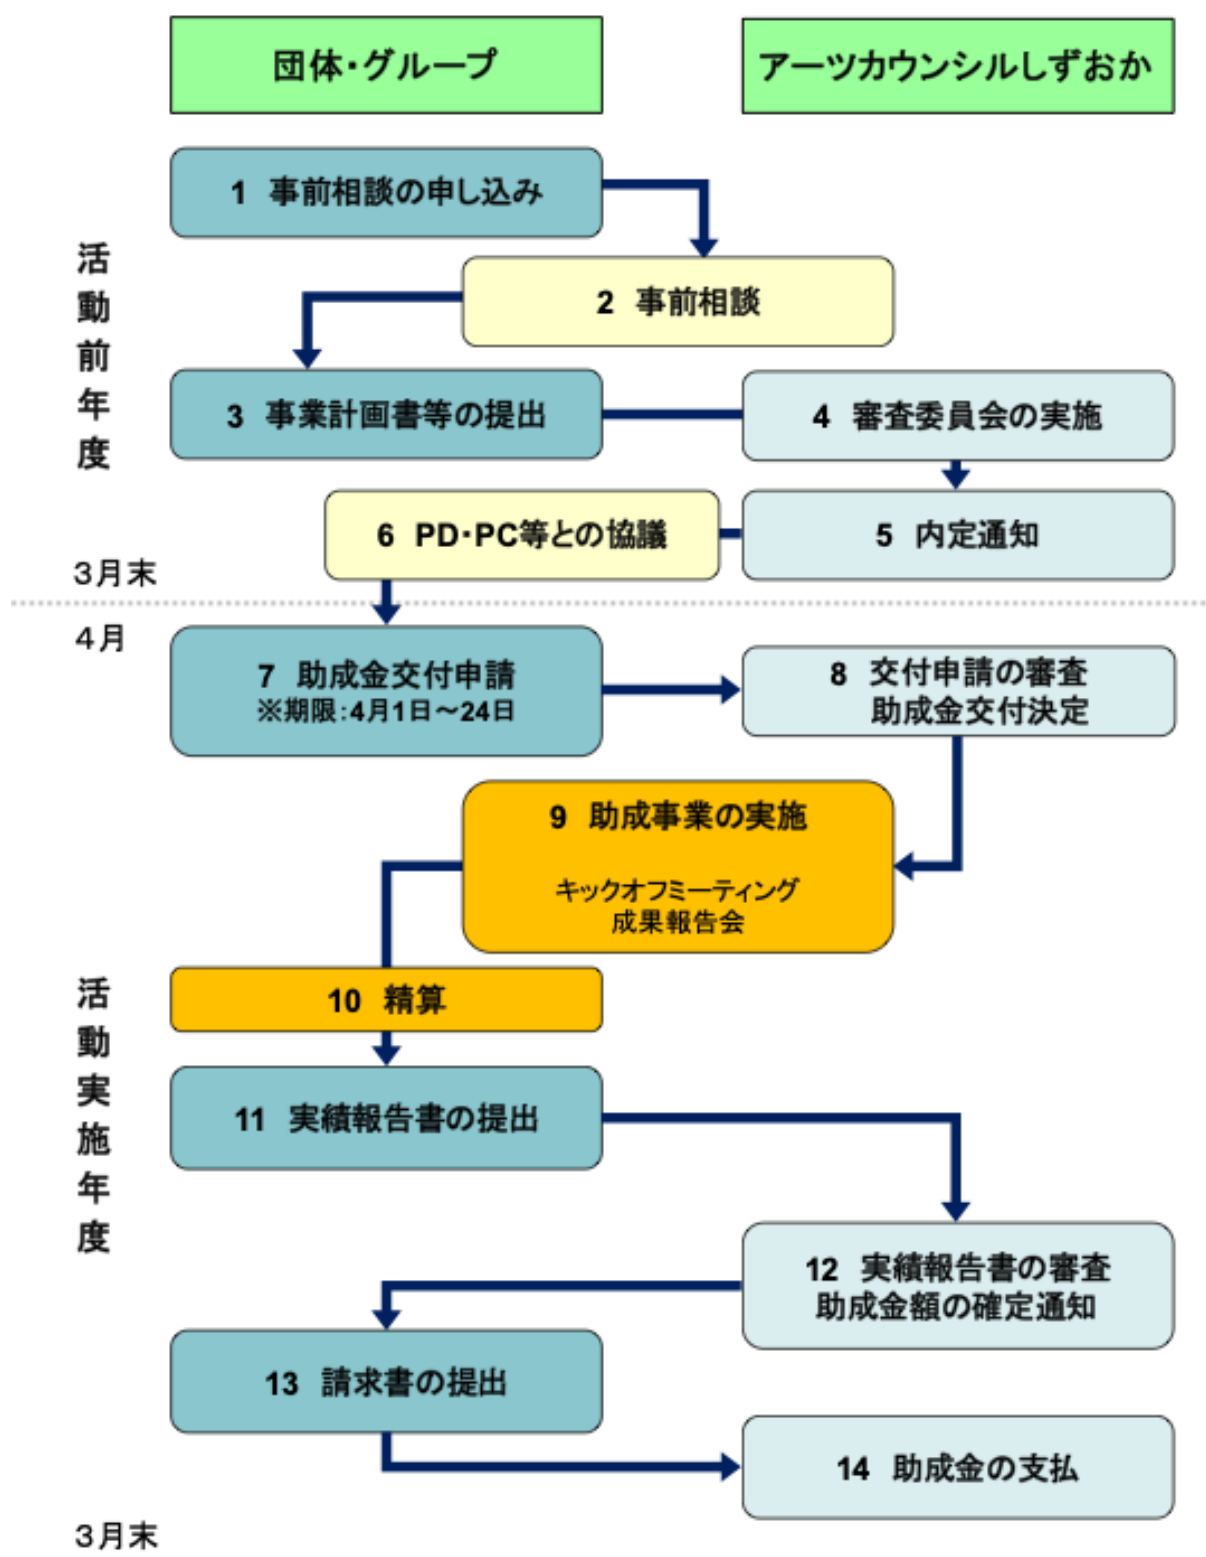 団体・グループ
アーツカウンシルしずおか
活動前年度
1 事前相談の申し込み
2 事前相談
3 事業計画書等の提出
4 審査委員会の実施
5 内定通知
6 PD・PC等との協議
3月末
4月
7 助成金交付申請
※期限:4月1日～24日
8 交付申請の審査
助成金交付決定
9 助成事業の実施
キックオフミーティング
成果報告会
活動実施年度
10 精算
11 実績報告書の提出
12 実績報告書の審査
助成金額の確定通知
13 請求書の提出
14 助成金の支払
3月末